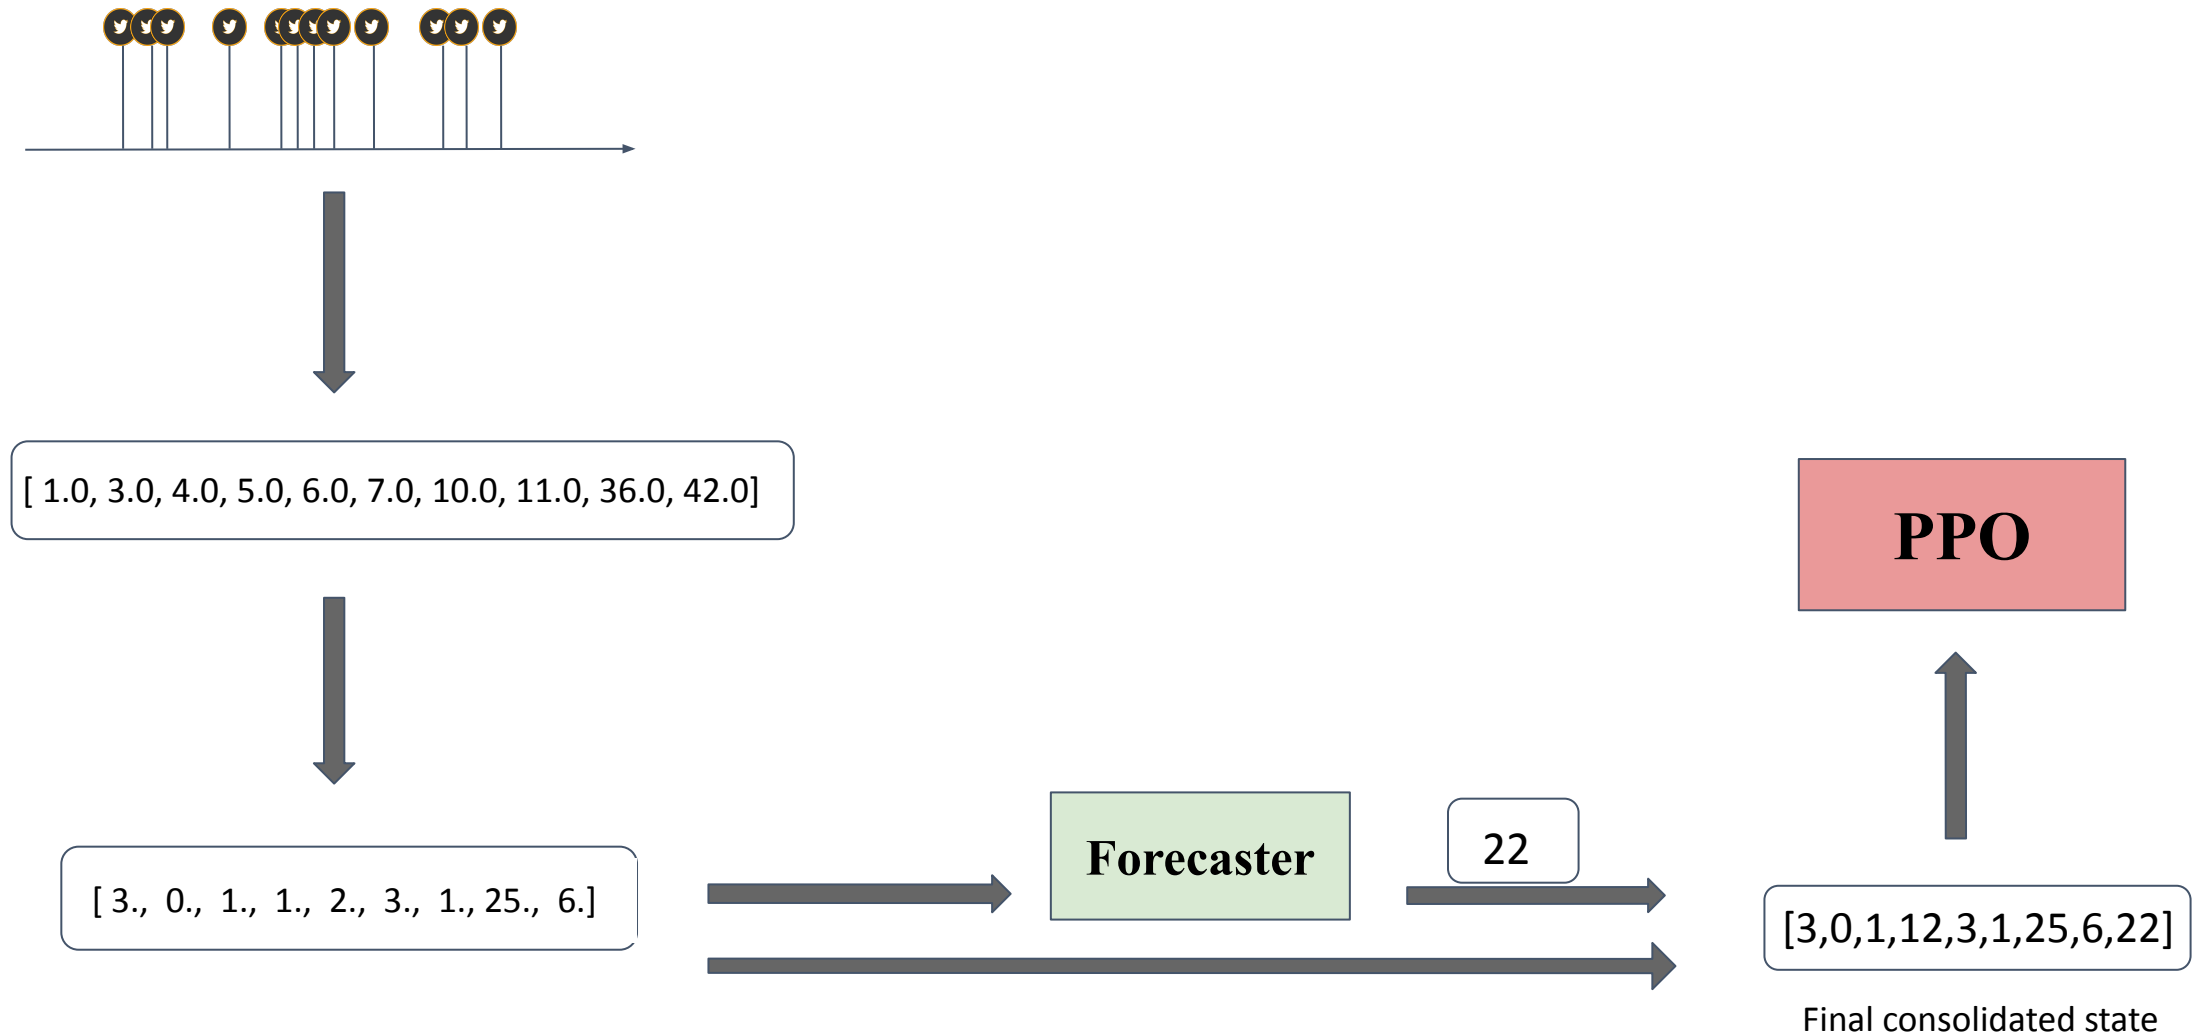 [ 1.0, 3.0, 4.0, 5.0, 6.0, 7.0, 10.0, 11.0, 36.0, 42.0]
PPO
[ 3., 0., 1., 1., 2., 3., 1., 25., 6.]
Forecaster
22
[3,0,1,12,3,1,25,6,22]
Final consolidated state